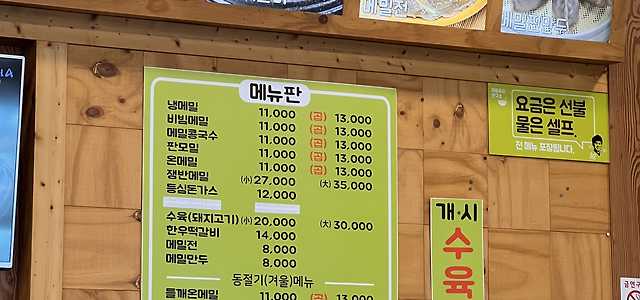 메밀전
메밀찐만두
메뉴판
냉메밀 11,000 (곱) 13,000
비빔메밀 11,000 (곱) 13,000
메밀콩국수 11,000 (곱) 13,000
판모밀 11,000 (곱) 13,000
온메밀 11,000 (곱) 13,000
쟁반메밀 (小)27,000 (大)35,000
등심돈가스 12,000
수육(돼지고기) (小)20,000 (大)30,000
한우떡갈비 14,000
메밀전 8,000
메밀만두 8,000
동절기(겨울)메뉴
들깨온메밀 11,000 (곱) 13,000
요금은 선불
물은 셀프.
전 메뉴 포장됩니다.
개·시
수육